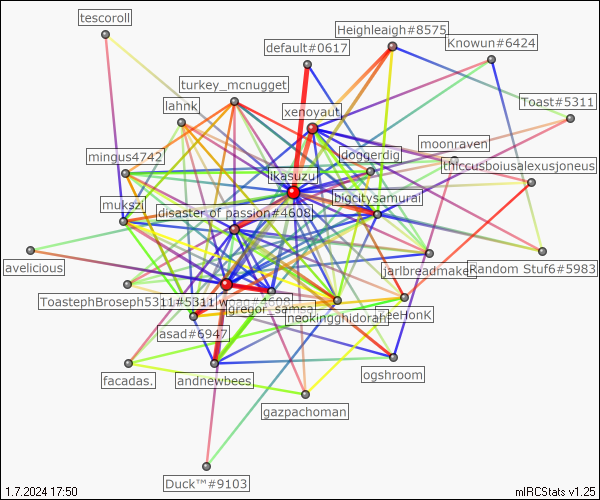 tescoroll
Heighleaigh#8575
default#0617
Knowun#6424
turkey_mcnugget
Toast#5311
lahnk
xenoyaut
moonraven
doggerdig
mingus4742
thiccusboiusalexusjoneus
ikasuzu
bigcitysamurai
mukszi
disaster of passion#4608
avelicious
jarlbreadmaker
Random Stuf6#5983
ToastephBroseph5311#5311
woao#4608
gregor_samsa
neokingghidorah
HeeHonK
asad#6947
facadas.
andnewbees
ogshroom
gazpachoman
Duck™#9103
1.7.2024 17:50
mIRCStats v1.25